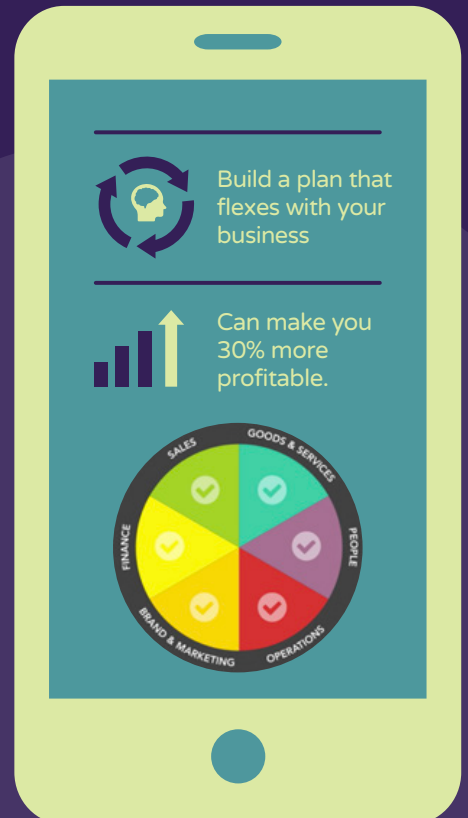 Build a plan that
flexes with your
business
Can make you
30% more
profitable.
SALES
GOODS & SERVICES
PEOPLE
OPERATIONS
BRAND & MARKETING
FINANCE